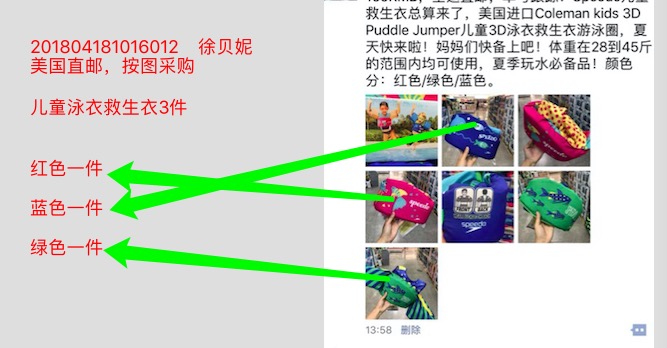 201804181016012 徐贝妮
美国直邮，按图采购
儿童泳衣救生衣3件
红色一件
蓝色一件
绿色一件
救生衣总算来了，美国进口Coleman kids 3D
Puddle Jumper儿童3D泳衣救生衣游泳圈，夏
天快来啦！妈妈们快备上吧！体重在28到45斤
的范围内均可使用，夏季玩水必备品！颜色
分：红色/绿色/蓝色。
SPEEDO
speedo
speedo
13:58 删除